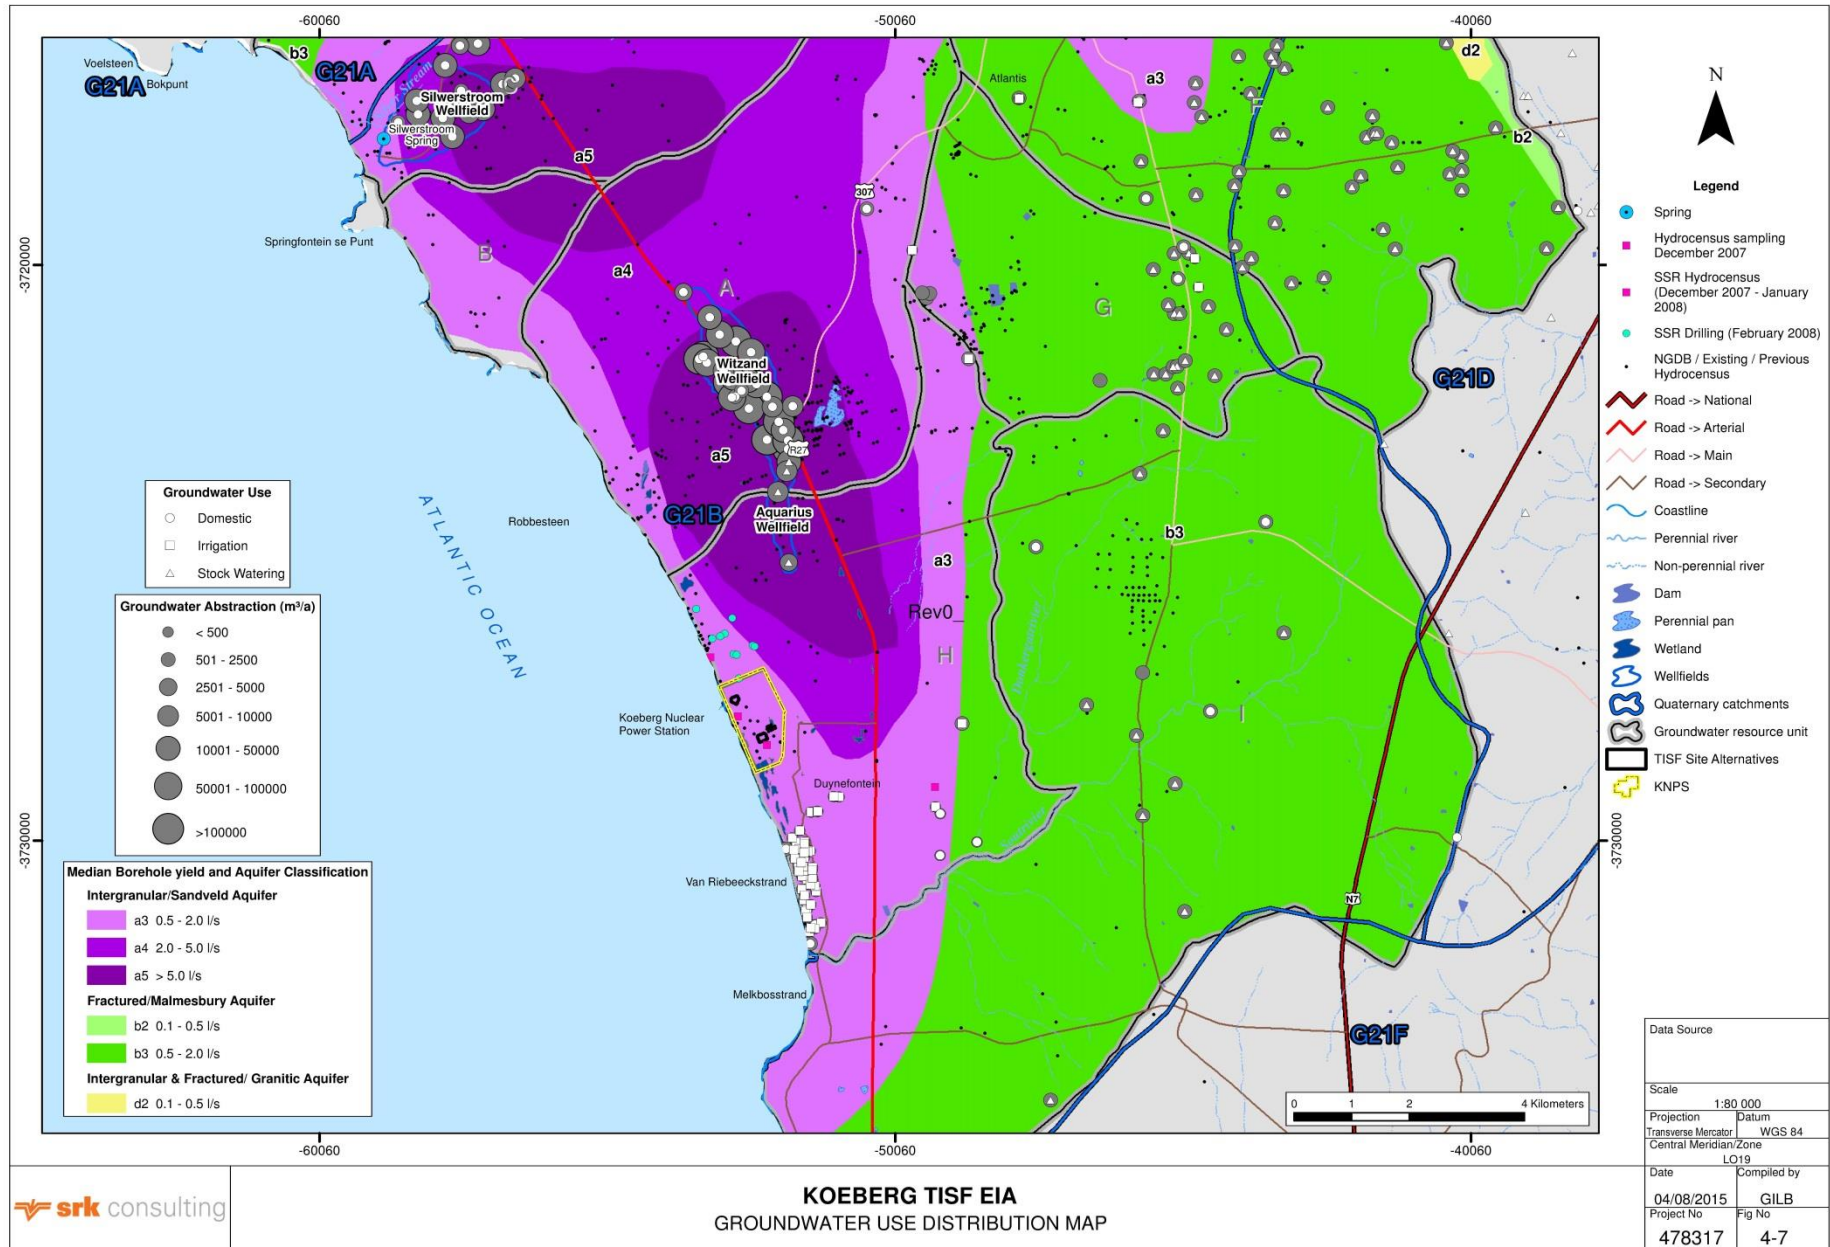 -60060
-50060
-40060
Voelsteen
G21A
Bokpunt
b3
G21A
Stream
Silwerstroom
Wellfield
Silwerstroom
Spring
a5
307
Atlantis
a3
F
d2
b2
Springfontein se Punt
B
a4
A
G
G21D
-3720000
-3720000
Witzand
Wellfield
R27
a5
G21B
Aquarius
Wellfield
Robbesteen
ATLANTIC OCEAN
a3
b3
Rev0_
H
I
Koeberg Nuclear
Power Station
Duynefontein
Van Riebeeckstrand
Melkbosstrand
N7
G21F
-3730000
-3730000
Groundwater Use
Domestic
Irrigation
Stock Watering
Groundwater Abstraction (m³/a)
< 500
501 - 2500
2501 - 5000
5001 - 10000
10001 - 50000
50001 - 100000
>100000
Median Borehole yield and Aquifer Classification
Intergranular/Sandveld Aquifer
a3 0.5 - 2.0 l/s
a4 2.0 - 5.0 l/s
a5 > 5.0 l/s
Fractured/Malmesbury Aquifer
b2 0.1 - 0.5 l/s
b3 0.5 - 2.0 l/s
Intergranular & Fractured/ Granitic Aquifer
d2 0.1 - 0.5 l/s
0 1 2 4 Kilometers
-60060
-50060
-40060
N
Legend
Spring
Hydrocensus sampling
December 2007
SSR Hydrocensus
(December 2007 - January
2008)
SSR Drilling (February 2008)
NGDB / Existing / Previous
Hydrocensus
Road -> National
Road -> Arterial
Road -> Main
Road -> Secondary
Coastline
Perennial river
Non-perennial river
Dam
Perennial pan
Wetland
Wellfields
Quaternary catchments
Groundwater resource unit
TISF Site Alternatives
KNPS
Data Source
Scale
1:80 000
Projection Datum
Transverse Mercator WGS 84
Central Meridian/Zone
LO19
Date Compiled by
04/08/2015 GILB
Project No Fig No
478317 4-7
srk consulting
KOEBERG TISF EIA
GROUNDWATER USE DISTRIBUTION MAP